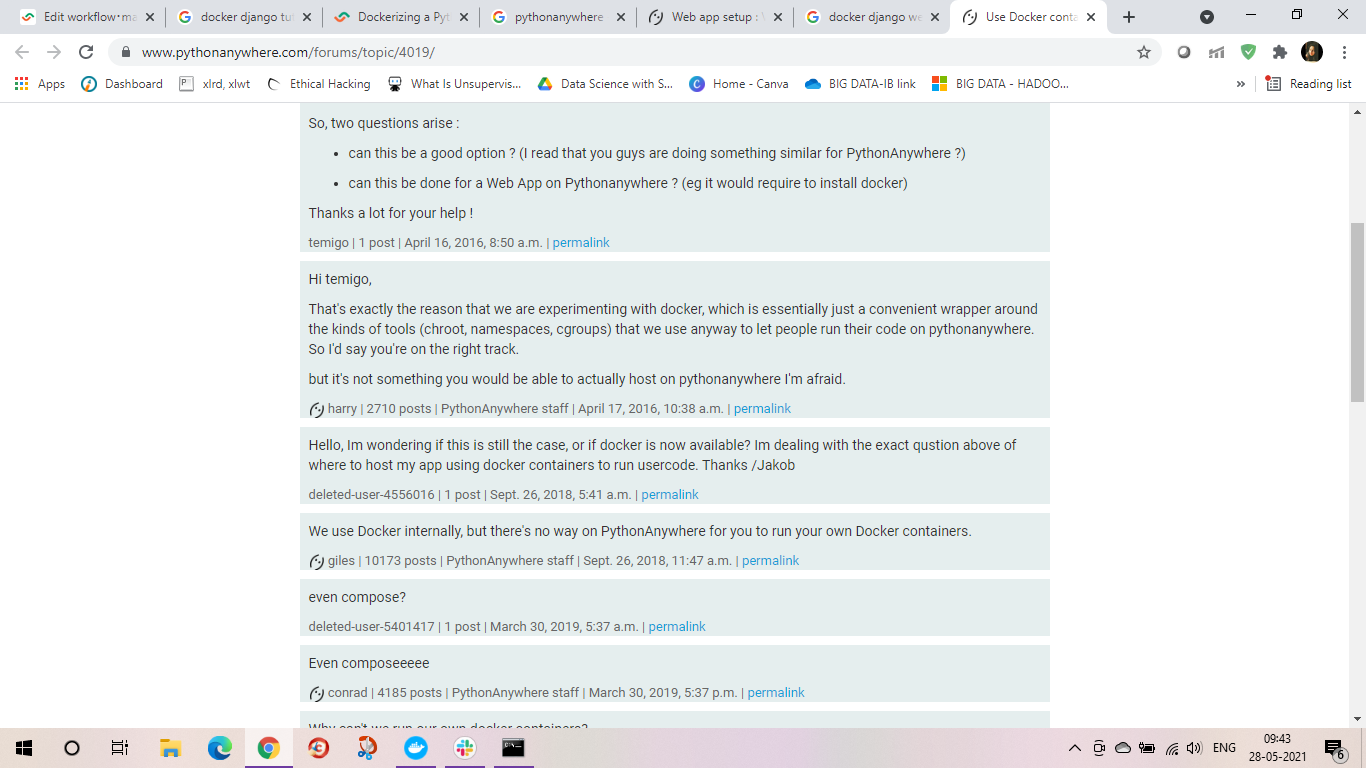 Edit workflow·ma
docker django tu
Dockerizing a Pyt
pythonanywhere
Web app setup :
docker django we
Use Docker conta
www.pythonanywhere.com/forums/topic/4019/
Apps
Dashboard
xlrd, xlwt
Ethical Hacking
What Is Unsupervis...
Data Science with S...
Home - Canva
BIG DATA-IB link
BIG DATA - HADOO...
»
Reading list
So, two questions arise :
• can this be a good option ? (I read that you guys are doing something similar for PythonAnywhere ?)
• can this be done for a Web App on Pythonanywhere ? (eg it would require to install docker)
Thanks a lot for your help !
temigo | 1 post | April 16, 2016, 8:50 a.m. | permalink
Hi temigo,
That's exactly the reason that we are experimenting with docker, which is essentially just a convenient wrapper around
the kinds of tools (chroot, namespaces, cgroups) that we use anyway to let people run their code on pythonanywhere.
So I'd say you're on the right track.
but it's not something you would be able to actually host on pythonanywhere I'm afraid.
harry | 2710 posts | PythonAnywhere staff | April 17, 2016, 10:38 a.m. | permalink
Hello, Im wondering if this is still the case, or if docker is now available? Im dealing with the exact qustion above of
where to host my app using docker containers to run usercode. Thanks /Jakob
deleted-user-4556016 | 1 post | Sept. 26, 2018, 5:41 a.m. | permalink
We use Docker internally, but there's no way on PythonAnywhere for you to run your own Docker containers.
giles | 10173 posts | PythonAnywhere staff | Sept. 26, 2018, 11:47 a.m. | permalink
even compose?
deleted-user-5401417 | 1 post | March 30, 2019, 5:37 a.m. | permalink
Even composeeeee
conrad | 4185 posts | PythonAnywhere staff | March 30, 2019, 5:37 p.m. | permalink
Why can't we run our own docker containers?
ENG
09:43
28-05-2021
6